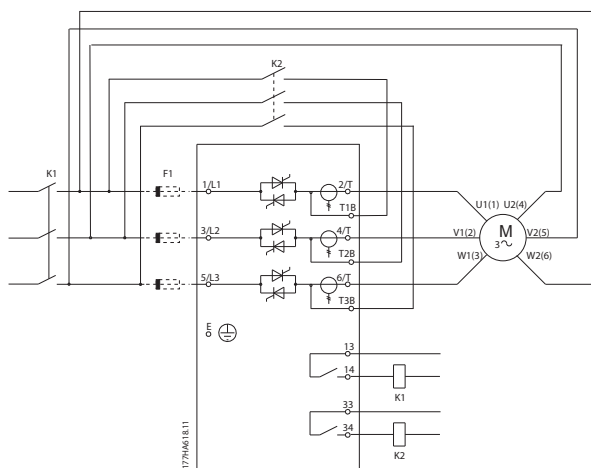 K2
K1
F1
1/L1
2/T
T1B
3/L2
4/T
T2B
5/L3
6/T
T3B
U1(1) U2(4)
V1(2)
M
3
V2(5)
W1(3)
W2(6)
E
13
14
K1
33
34
K2
177HA618.11